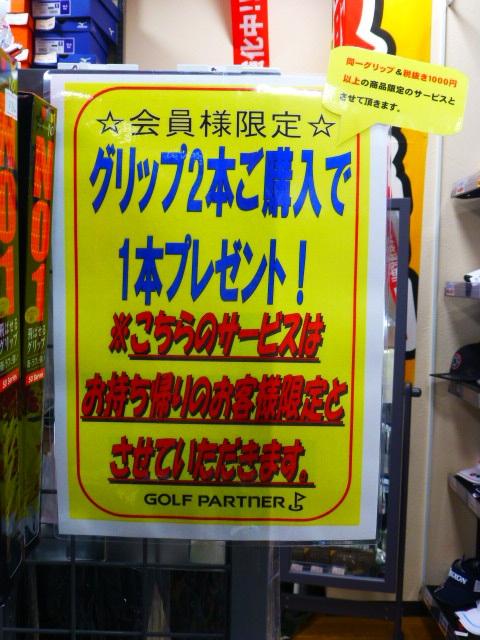 同一グリップ&税抜き1000円
以上の商品限定のサービスと
させて頂きます。
☆会員様限定☆
グリップ2本ご購入で
1本プレゼント!
※こちらのサービスは
お持ち帰りのお客様限定と
させていただきます。
GOLF PARTNER